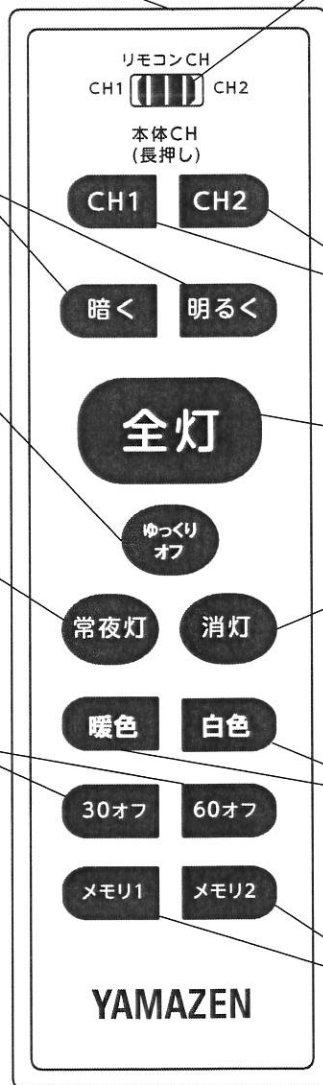 リモコンCH
CH1 CH2
本体CH
(長押し)
CH1 CH2
暗く 明るく
全灯
ゆっくり
オフ
常夜灯 消灯
暖色 白色
30オフ 60オフ
メモリ1 メモリ2
YAMAZEN